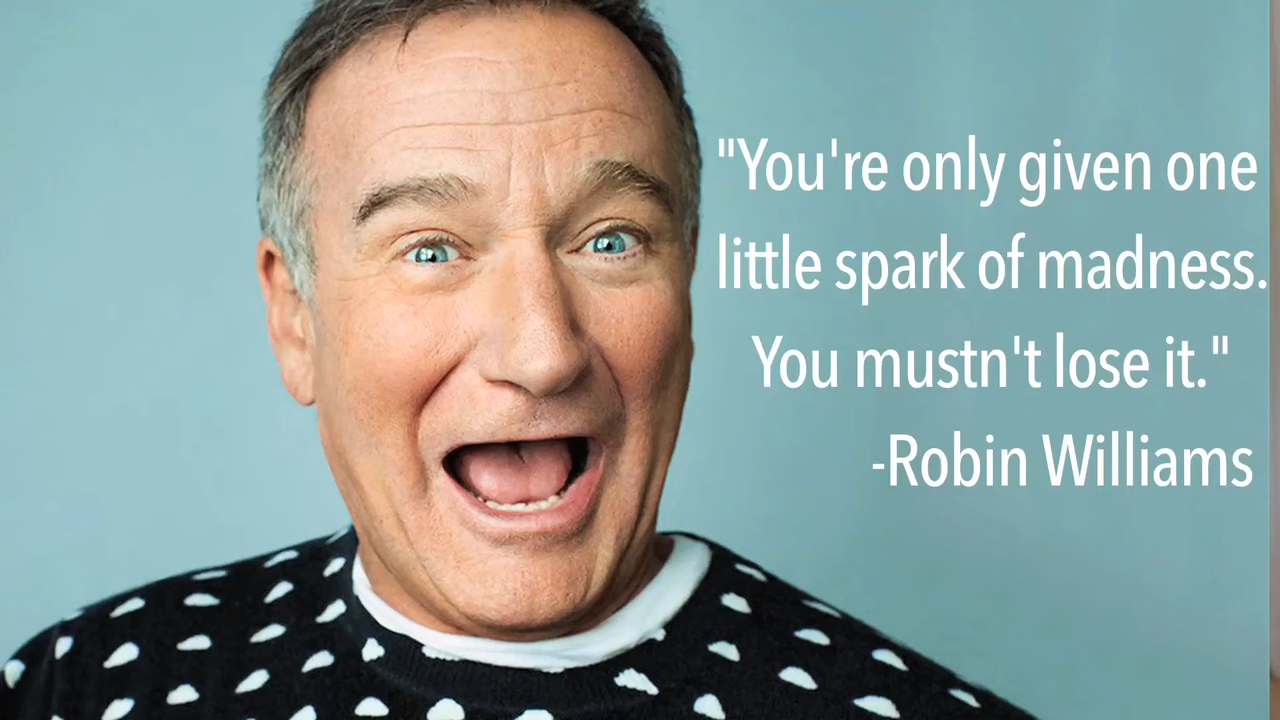 "You're only given one
little spark of madness.
You mustn't lose it."
-Robin Williams